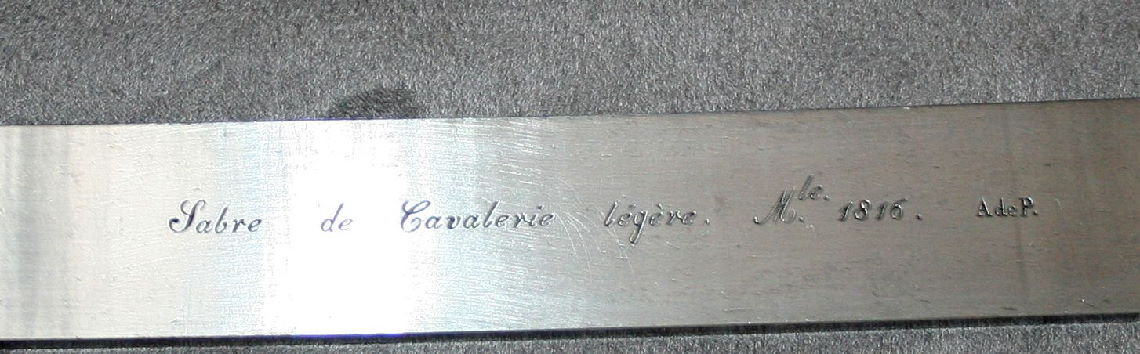 Sabre de Cavalerie légère. Mle. 1816. AdeP.